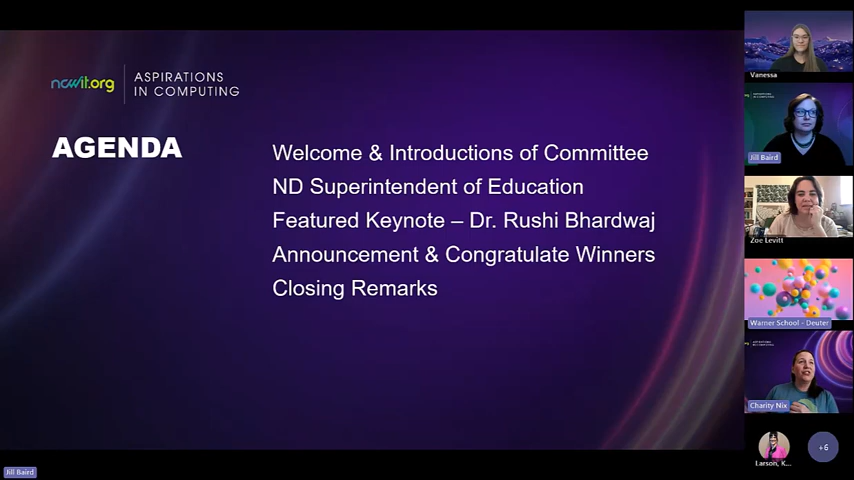 ncwit.org
ASPIRATIONS
IN COMPUTING
AGENDA
Welcome & Introductions of Committee
ND Superintendent of Education
Featured Keynote – Dr. Rushi Bhardwaj
Announcement & Congratulate Winners
Closing Remarks
Vanessa
Jill Baird
Zoe Levitt
Warner School - Deuter
Charity Nix
Larson, K...
+6
Jill Baird